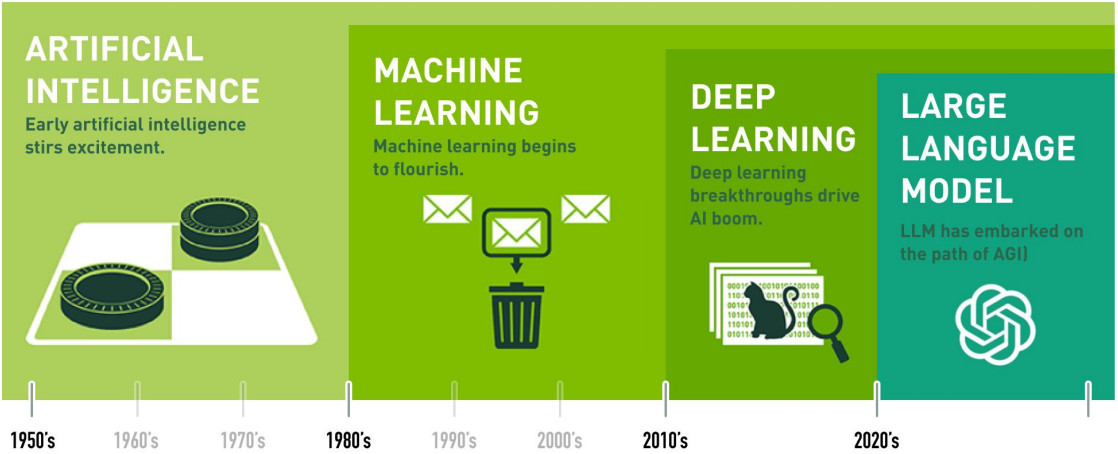 ARTIFICIAL
INTELLIGENCE
Early artificial intelligence
stirs excitement.
MACHINE
LEARNING
Machine learning begins
to flourish.
DEEP
LEARNING
Deep learning
breakthroughs drive
AI boom.
LARGE
LANGUAGE
MODEL
LLM has embarked on
the path of AGI)
1950's
1960's
1970's
1980's
1990's
2000's
2010's
2020's